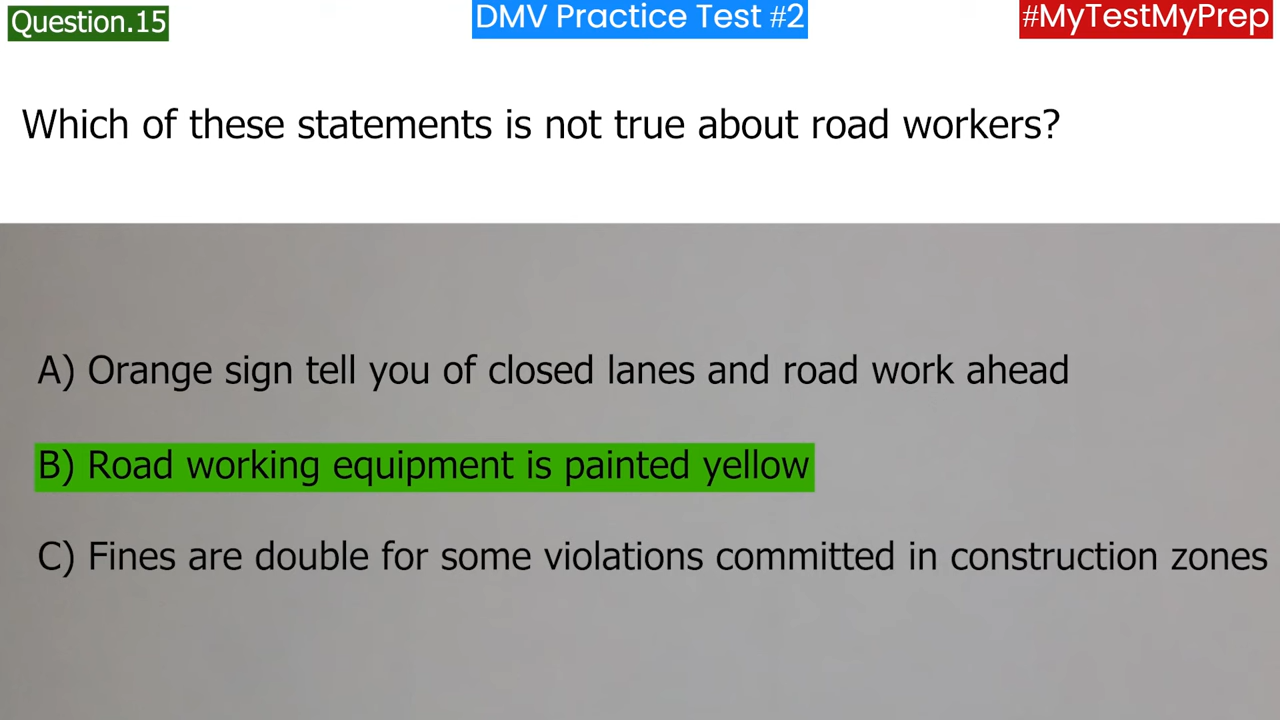 Question.15
DMV Practice Test #2
#MyTestMyPrep
Which of these statements is not true about road workers?
A) Orange sign tell you of closed lanes and road work ahead
B) Road working equipment is painted yellow
C) Fines are double for some violations committed in construction zones